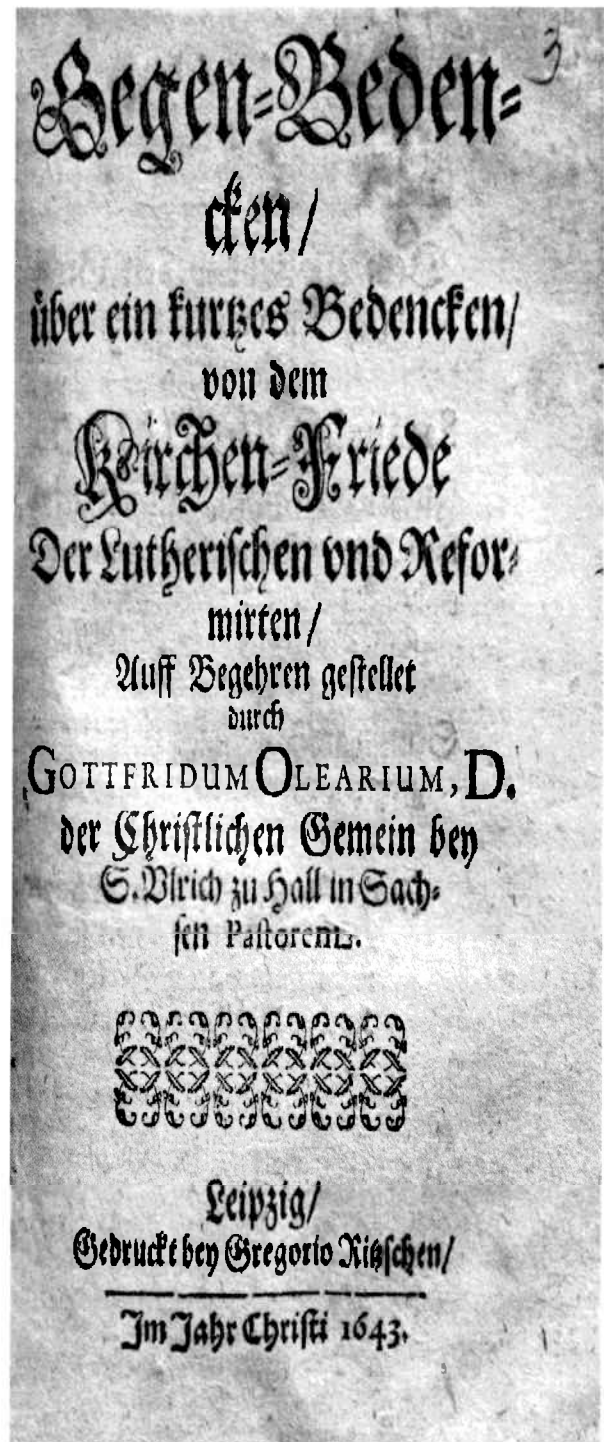 3
Gegen-Beden-
cken/
über ein kurtzes Bedencken/
von dem
Kirchen-Friede
Der Lutherischen vnd Refor-
mirten/
Auff Begehren gestellet
durch
GOTTFRIDUM OLEARIUM, D.
der Christlichen Gemein bey
S. Vlrich zu Hall in Sach-
sen Pastorem.
Leipzig/
Gedruckt bey Gregorio Ritzschen/
Im Jahr Christi 1643.